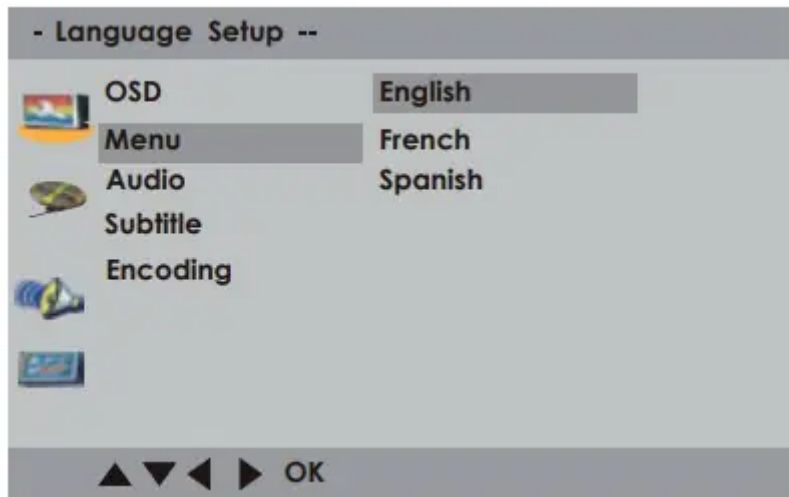 - Language Setup --
OSD
English
Menu
French
Audio
Spanish
Subtitle
Encoding
▲ ▼ ◀ ▶ OK